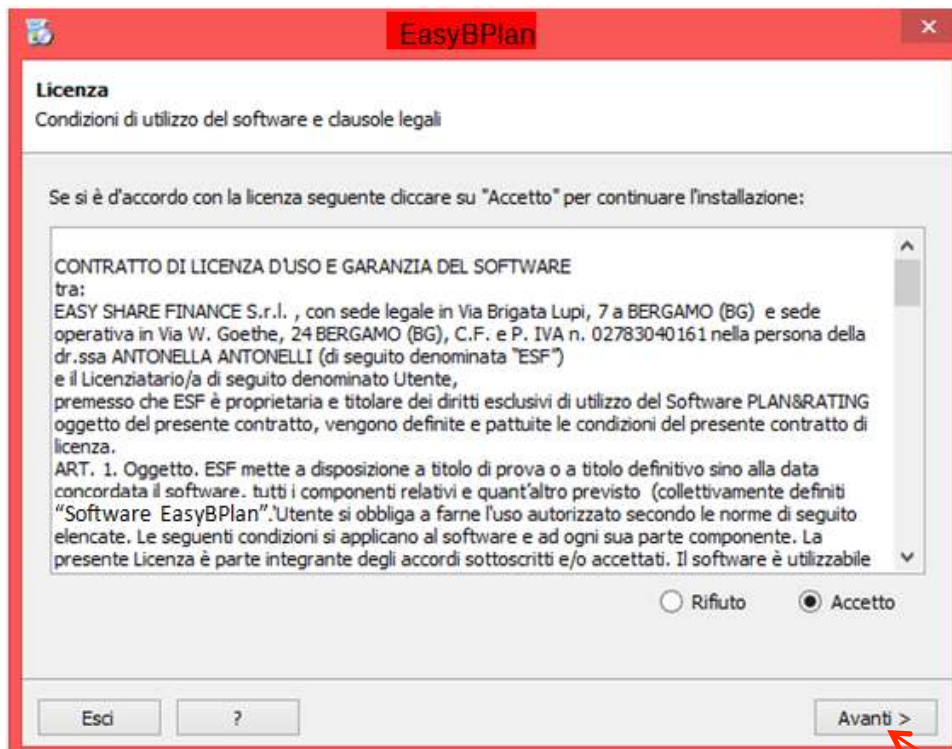 EasyBPlan
Licenza
Condizioni di utilizzo del software e clausole legali
Se si è d'accordo con la licenza seguente cliccare su "Accetto" per continuare l'installazione:
CONTRATTO DI LICENZA D'USO E GARANZIA DEL SOFTWARE
tra:
EASY SHARE FINANCE S.r.l. , con sede legale in Via Brigata Lupi, 7 a BERGAMO (BG) e sede
operativa in Via W. Goethe, 24 BERGAMO (BG), C.F. e P. IVA n. 02783040161 nella persona della
dr.ssa ANTONELLA ANTONELLI (di seguito denominata "ESF")
e il Licenziatario/a di seguito denominato Utente,
premesso che ESF è proprietaria e titolare dei diritti esclusivi di utilizzo del Software PLAN&RATING
oggetto del presente contratto, vengono definite e pattuite le condizioni del presente contratto di
licenza.
ART. 1. Oggetto. ESF mette a disposizione a titolo di prova o a titolo definitivo sino alla data
concordata il software, tutti i componenti relativi e quant'altro previsto (collettivamente definiti
“Software EasyBPlan”.'Utente si obbliga a farne l'uso autorizzato secondo le norme di seguito
elencate. Le seguenti condizioni si applicano al software e ad ogni sua parte componente. La
presente Licenza è parte integrante degli accordi sottoscritti e/o accettati. Il software è utilizzabile
Rifiuto Accetto
Esci ? Avanti >